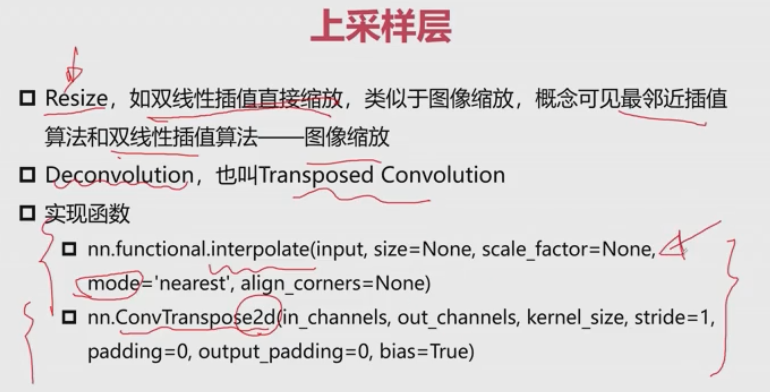 上采样层
Resize，如双线性插值直接缩放，类似于图像缩放，概念可见最邻近插值
算法和双线性插值算法——图像缩放
Deconvolution，也叫Transposed Convolution
实现函数
nn.functional.interpolate(input, size=None, scale_factor=None,
mode='nearest', align_corners=None)
nn.ConvTranspose2d(in_channels, out_channels, kernel_size, stride=1,
padding=0, output_padding=0, bias=True)